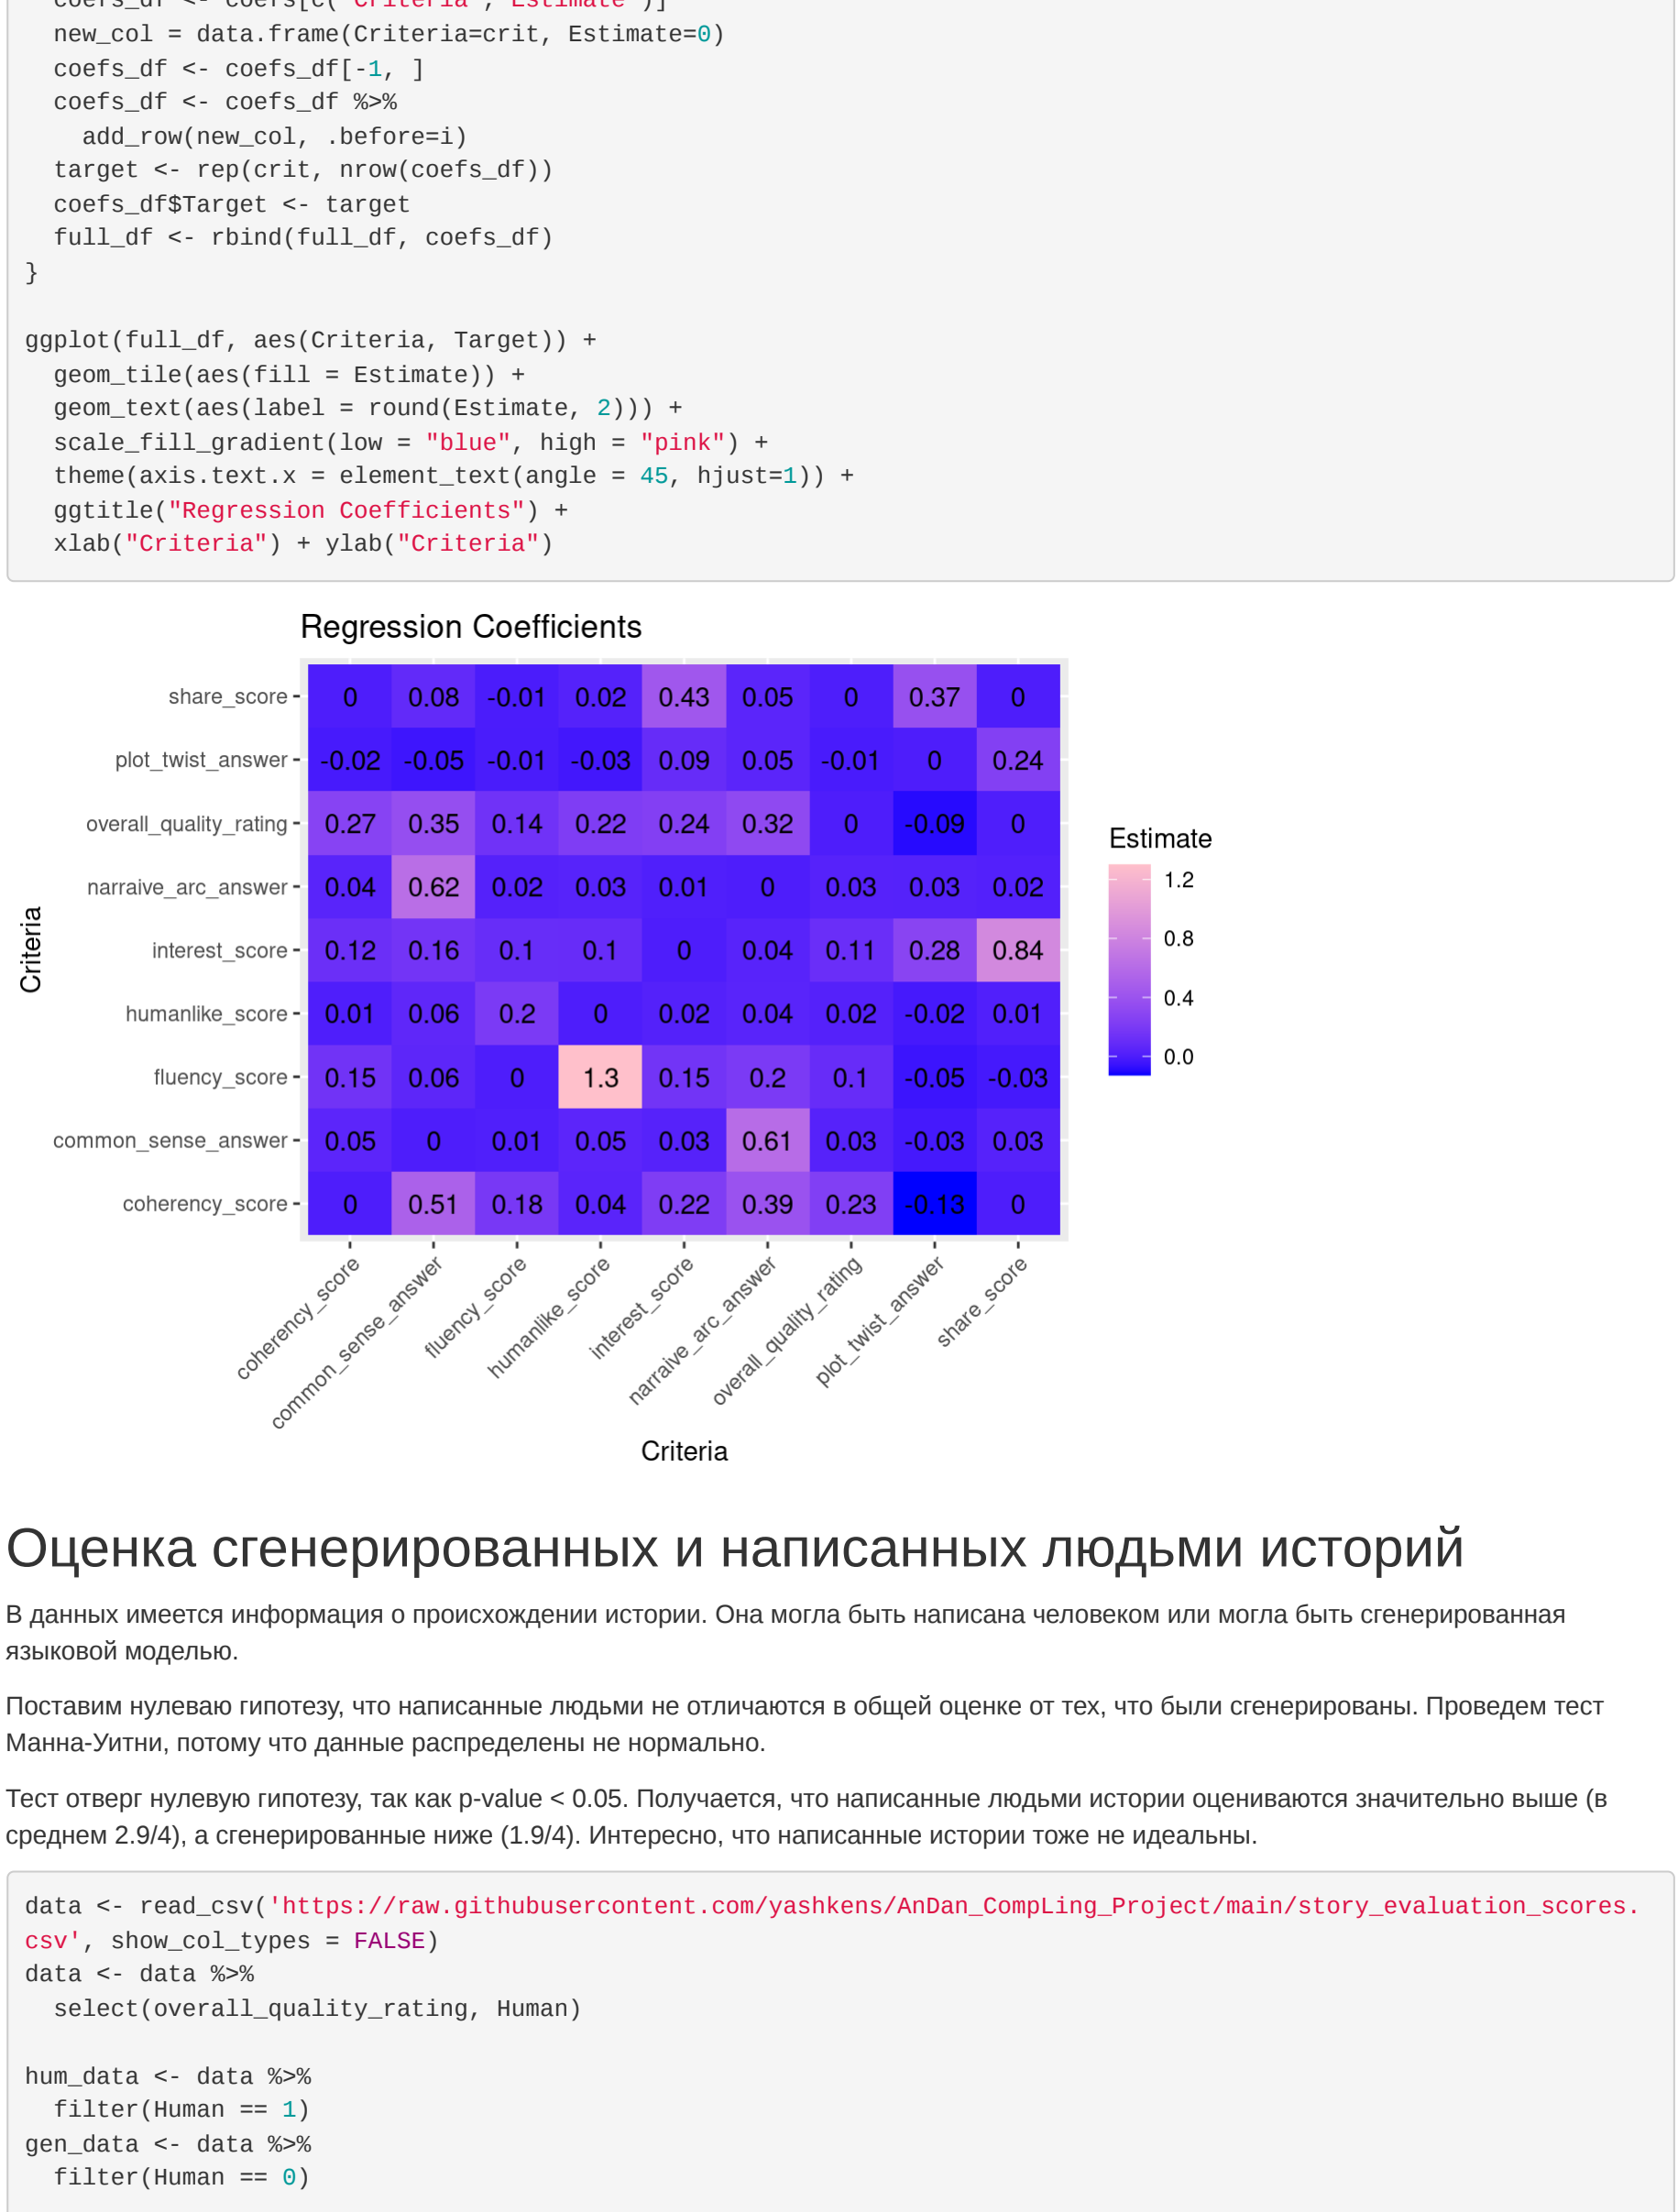 coefs_df <- coefs[c("Criteria", "Estimate")]
new_col = data.frame(Criteria=crit, Estimate=0)
coefs_df <- coefs_df[-1, ]
coefs_df <- coefs_df %>%
add_row(new_col, .before=i)
target <- rep(crit, nrow(coefs_df))
coefs_df$Target <- target
full_df <- rbind(full_df, coefs_df)
}
ggplot(full_df, aes(Criteria, Target)) +
geom_tile(aes(fill = Estimate)) +
geom_text(aes(label = round(Estimate, 2))) +
scale_fill_gradient(low = "blue", high = "pink") +
theme(axis.text.x = element_text(angle = 45, hjust=1)) +
ggtitle("Regression Coefficients") +
xlab("Criteria") + ylab("Criteria")
Regression Coefficients
share_score 0 0.08 -0.01 0.02 0.43 0.05 0 0.37 0
plot_twist_answer -0.02 -0.05 -0.01 -0.03 0.09 0.05 -0.01 0 0.24
overall_quality_rating 0.27 0.35 0.14 0.22 0.24 0.32 0 -0.09 0
narraive_arc_answer 0.04 0.62 0.02 0.03 0.01 0 0.03 0.03 0.02
interest_score 0.12 0.16 0.1 0.1 0 0.04 0.11 0.28 0.84
humanlike_score 0.01 0.06 0.2 0 0.02 0.04 0.02 -0.02 0.01
fluency_score 0.15 0.06 0 1.3 0.15 0.2 0.1 -0.05 -0.03
common_sense_answer 0.05 0 0.01 0.05 0.03 0.61 0.03 -0.03 0.03
coherency_score 0 0.51 0.18 0.04 0.22 0.39 0.23 -0.13 0
Criteria
coherency_score
common_sense_answer
fluency_score
humanlike_score
interest_score
narraive_arc_answer
overall_quality_rating
plot_twist_answer
share_score
Criteria
Estimate
1.2
0.8
0.4
0.0
Оценка сгенерированных и написанных людьми историй
В данных имеется информация о происхождении истории. Она могла быть написана человеком или могла быть сгенерированная
языковой моделью.
Поставим нулеваю гипотезу, что написанные людьми не отличаются в общей оценке от тех, что были сгенерированы. Проведем тест
Манна-Уитни, потому что данные распределены не нормально.
Тест отверг нулевую гипотезу, так как p-value < 0.05. Получается, что написанные людьми истории оцениваются значительно выше (в
среднем 2.9/4), а сгенерированные ниже (1.9/4). Интересно, что написанные истории тоже не идеальны.
data <- read_csv('https://raw.githubusercontent.com/yashkens/AnDan_CompLing_Project/main/story_evaluation_scores.
csv', show_col_types = FALSE)
data <- data %>%
select(overall_quality_rating, Human)
hum_data <- data %>%
filter(Human == 1)
gen_data <- data %>%
filter(Human == 0)